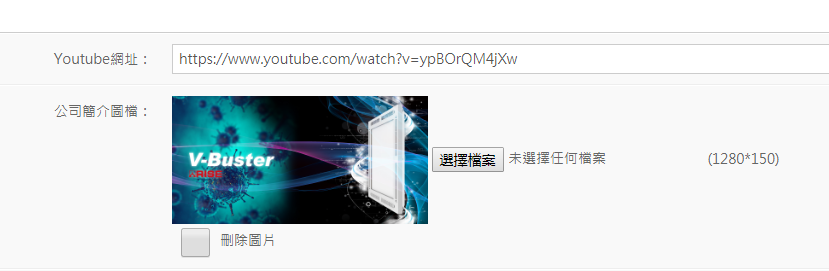 Youtube網址：
https://www.youtube.com/watch?v=ypBOrQM4jXw
公司簡介圖檔：
V-Buster
選擇檔案 未選擇任何檔案 (1280*150)
刪除圖片